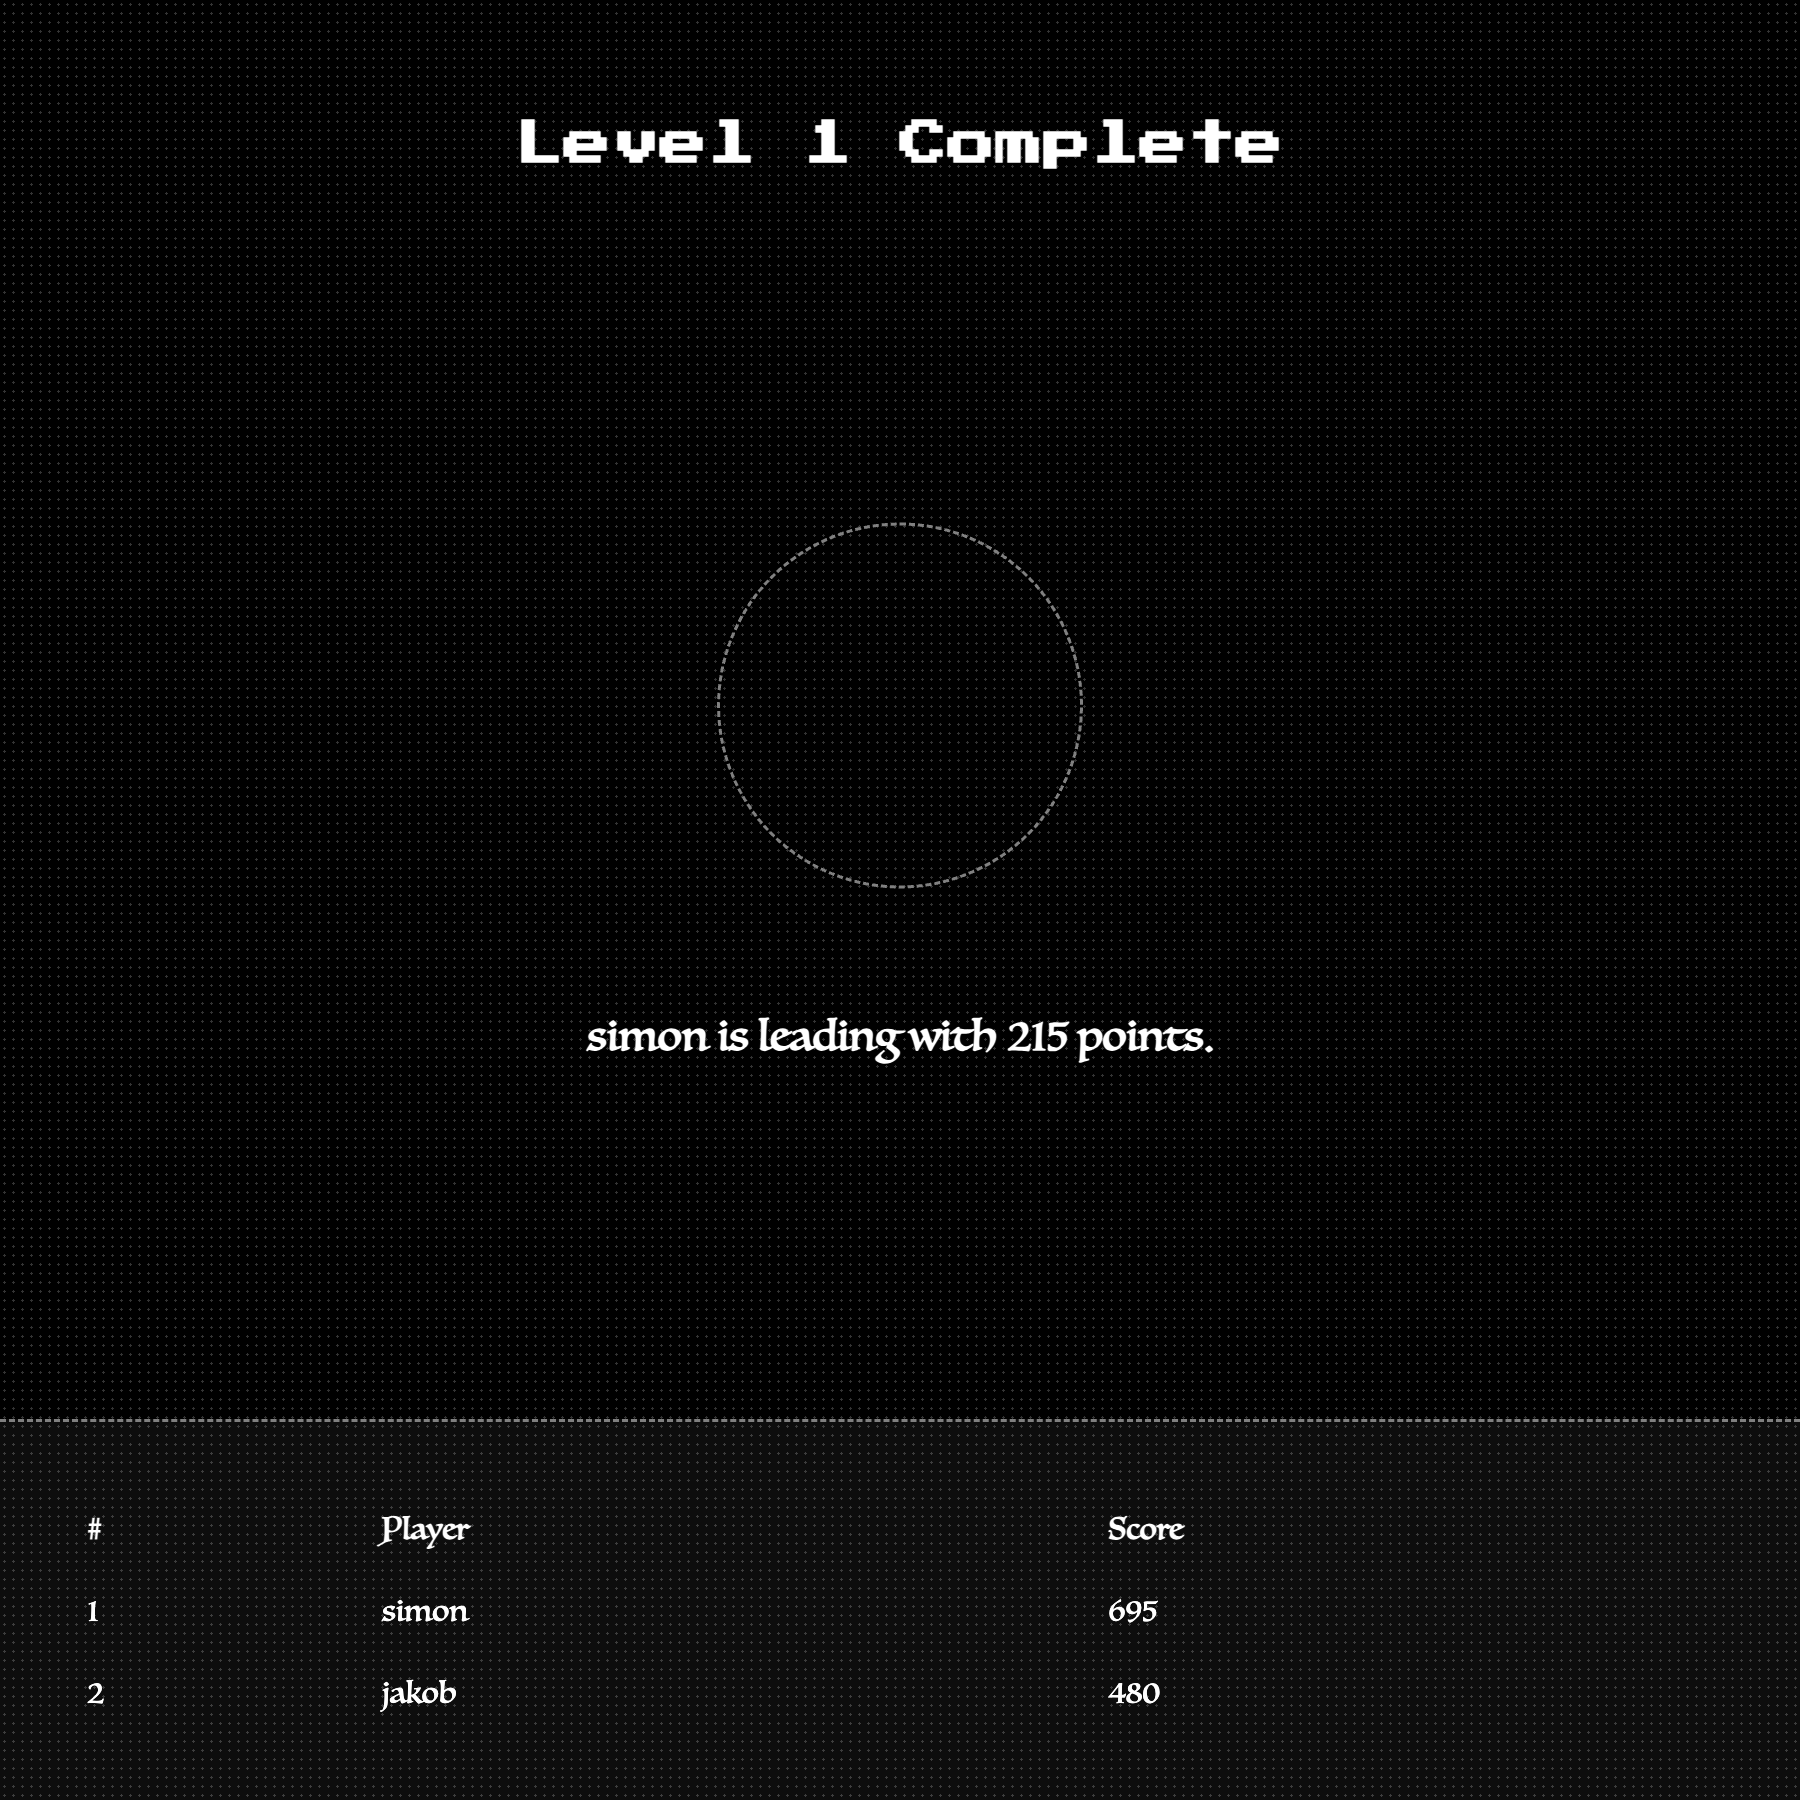 Level 1 Complete
simon is leading with 215 points.
# Player Score
1 simon 695
2 jakob 480